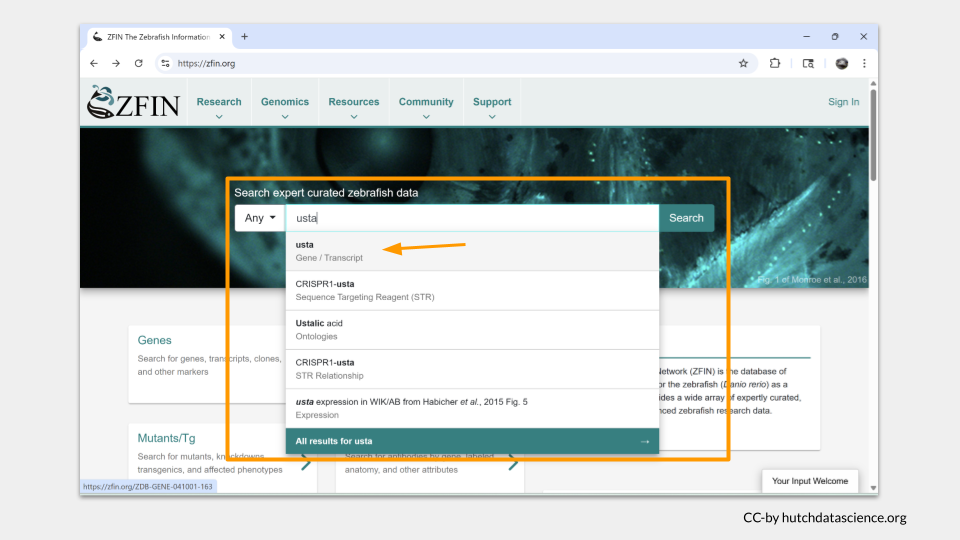 ZFIN The Zebrafish Information
https://zfin.org
ZFIN
Research
Genomics
Resources
Community
Support
Sign In
Search expert curated zebrafish data
Any
usta
Search
usta
Gene / Transcript
CRISPR1-usta
Sequence Targeting Reagent (STR)
Ustalic acid
Ontologies
CRISPR1-usta
STR Relationship
usta expression in WIK/AB from Habicher et al., 2015 Fig. 5
Expression
All results for usta →
Fig. 1 of Monroe et al., 2016
Genes
Search for genes, transcripts, clones,
and other markers
Network (ZFIN) is the database of
or the zebrafish (Danio rerio) as a
ides a wide array of expertly curated,
nced zebrafish research data.
Mutants/Tg
Search for mutants, knockdowns,
transgenics, and affected phenotypes
Search for antibodies by gene, labeled
anatomy, and other attributes
Your Input Welcome
https://zfin.org/ZDB-GENE-041001-163
CC-by hutchdatascience.org